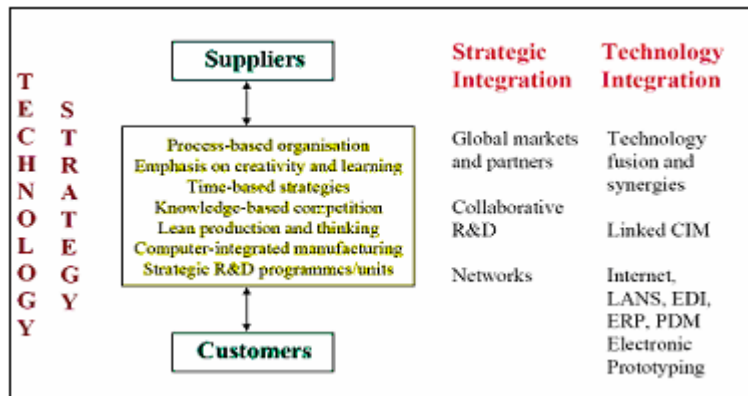 TECHNOLOGY
STRATEGY
Suppliers
Process-based organisation
Emphasis on creativity and learning
Time-based strategies
Knowledge-based competition
Lean production and thinking
Computer-integrated manufacturing
Strategic R&D programmes/units
Customers
Strategic
Integration
Global markets
and partners
Collaborative
R&D
Networks
Technology
Integration
Technology
fusion and
synergies
Linked CIM
Internet,
LANS, EDI,
ERP, PDM
Electronic
Prototyping